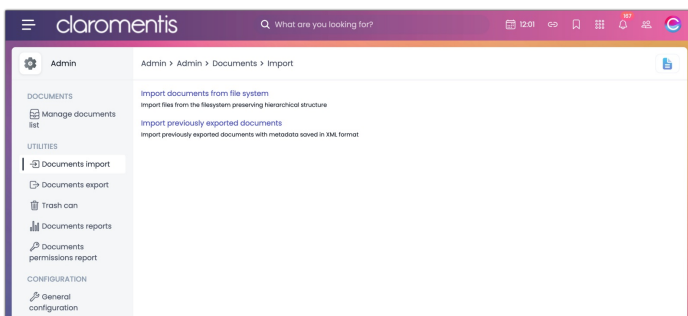 claromentis
What are you looking for?
12:01
187
Admin
Admin > Admin > Documents > Import
DOCUMENTS
Manage documents
list
UTILITIES
Documents import
Documents export
Trash can
Documents reports
Documents
permissions report
CONFIGURATION
General
configuration
Import documents from file system
Import files from the filesystem preserving hierarchical structure
Import previously exported documents
Import previously exported documents with metadata saved in XML format